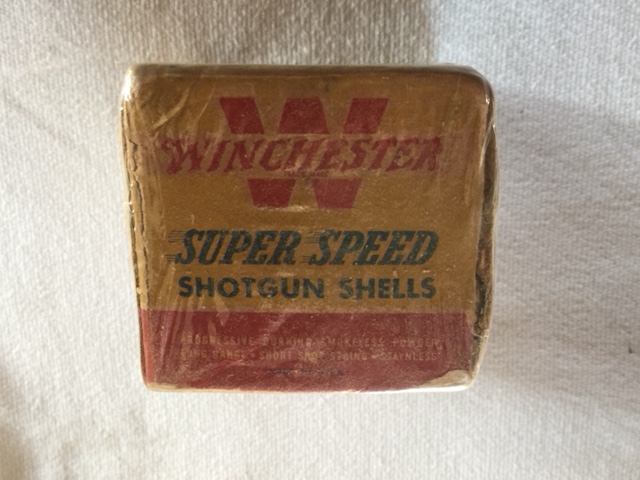 W
WINCHESTER
SUPER SPEED
SHOTGUN SHELLS
PROGRESSIVE BURNING SMOKELESS POWDER
LONG RANGE • SHORT SHOT STRING • STAYNLESS